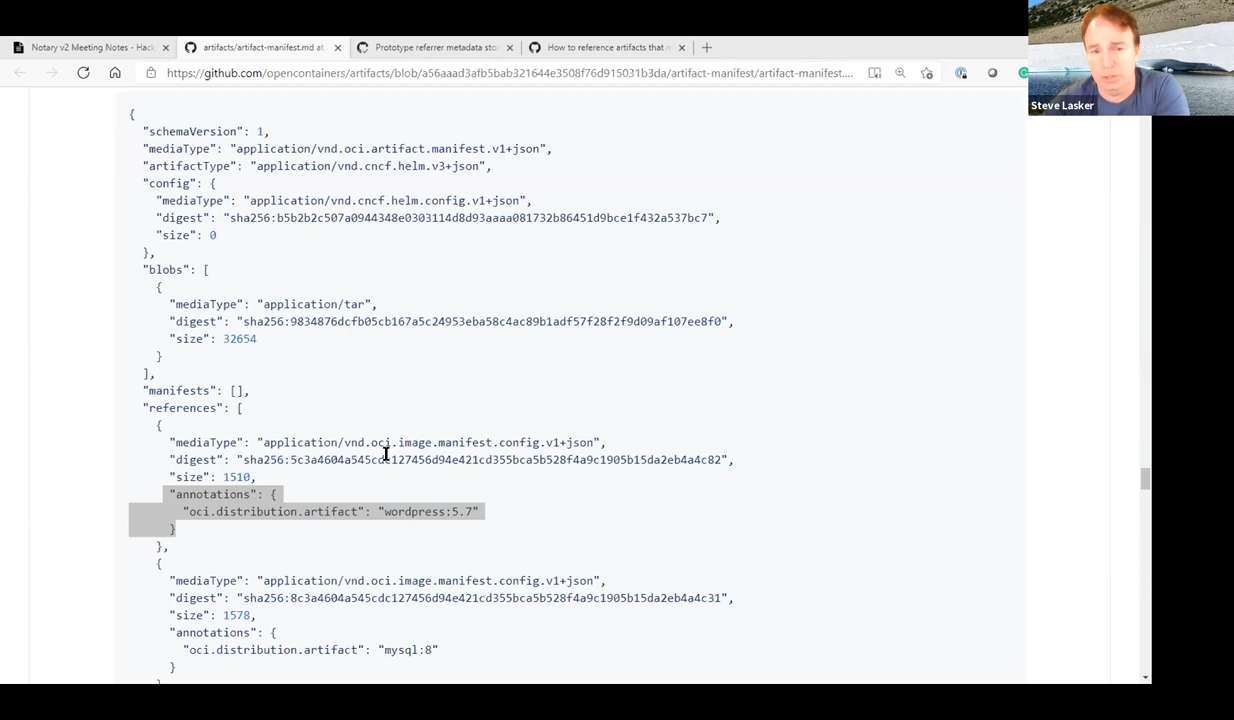 Notary v2 Meeting Notes - Hack
artifacts/artifact-manifest.md at
Prototype referrer metadata sto
How to reference artifacts that
https://github.com/opencontainers/artifacts/blob/a56aaad3afb5bab321644e3508f76d915031b3da/artifact-manifest/artifact-manifest....
Steve Lasker
{
"schemaVersion": 1,
"mediaType": "application/vnd.oci.artifact.manifest.v1+json",
"artifactType": "application/vnd.cncf.helm.v3+json",
"config": {
"mediaType": "application/vnd.cncf.helm.config.v1+json",
"digest": "sha256:b5b2b2c507a0944348e0303114d8d93aaaa081732b86451d9bce1f432a537bc7",
"size": 0
},
"blobs": [
{
"mediaType": "application/tar",
"digest": "sha256:9834876dcfb05cb167a5c24953eba58c4ac89b1adf57f28f2f9d09af107ee8f0",
"size": 32654
}
],
"manifests": [],
"references": [
{
"mediaType": "application/vnd.oci.image.manifest.config.v1+json",
"digest": "sha256:5c3a4604a545cdc127456d94e421cd355bca5b528f4a9c1905b15da2eb4a4c82",
"size": 1510,
"annotations": {
"oci.distribution.artifact": "wordpress:5.7"
}
},
{
"mediaType": "application/vnd.oci.image.manifest.config.v1+json",
"digest": "sha256:8c3a4604a545cdc127456d94e421cd355bca5b528f4a9c1905b15da2eb4a4c31",
"size": 1578,
"annotations": {
"oci.distribution.artifact": "mysql:8"
}